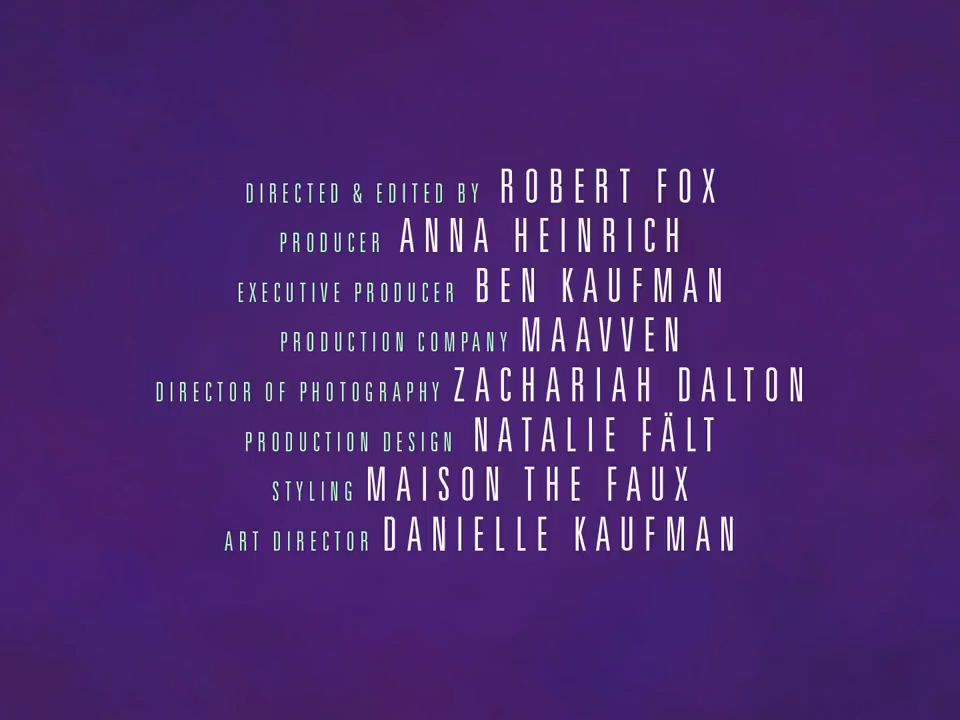 DIRECTED & EDITED BY ROBERT FOX
PRODUCER ANNA HEINRICH
EXECUTIVE PRODUCER BEN KAUFMAN
PRODUCTION COMPANY MAAVVEN
DIRECTOR OF PHOTOGRAPHY ZACHARIAH DALTON
PRODUCTION DESIGN NATALIE FÄLT
STYLING MAISON THE FAUX
ART DIRECTOR DANIELLE KAUFMAN